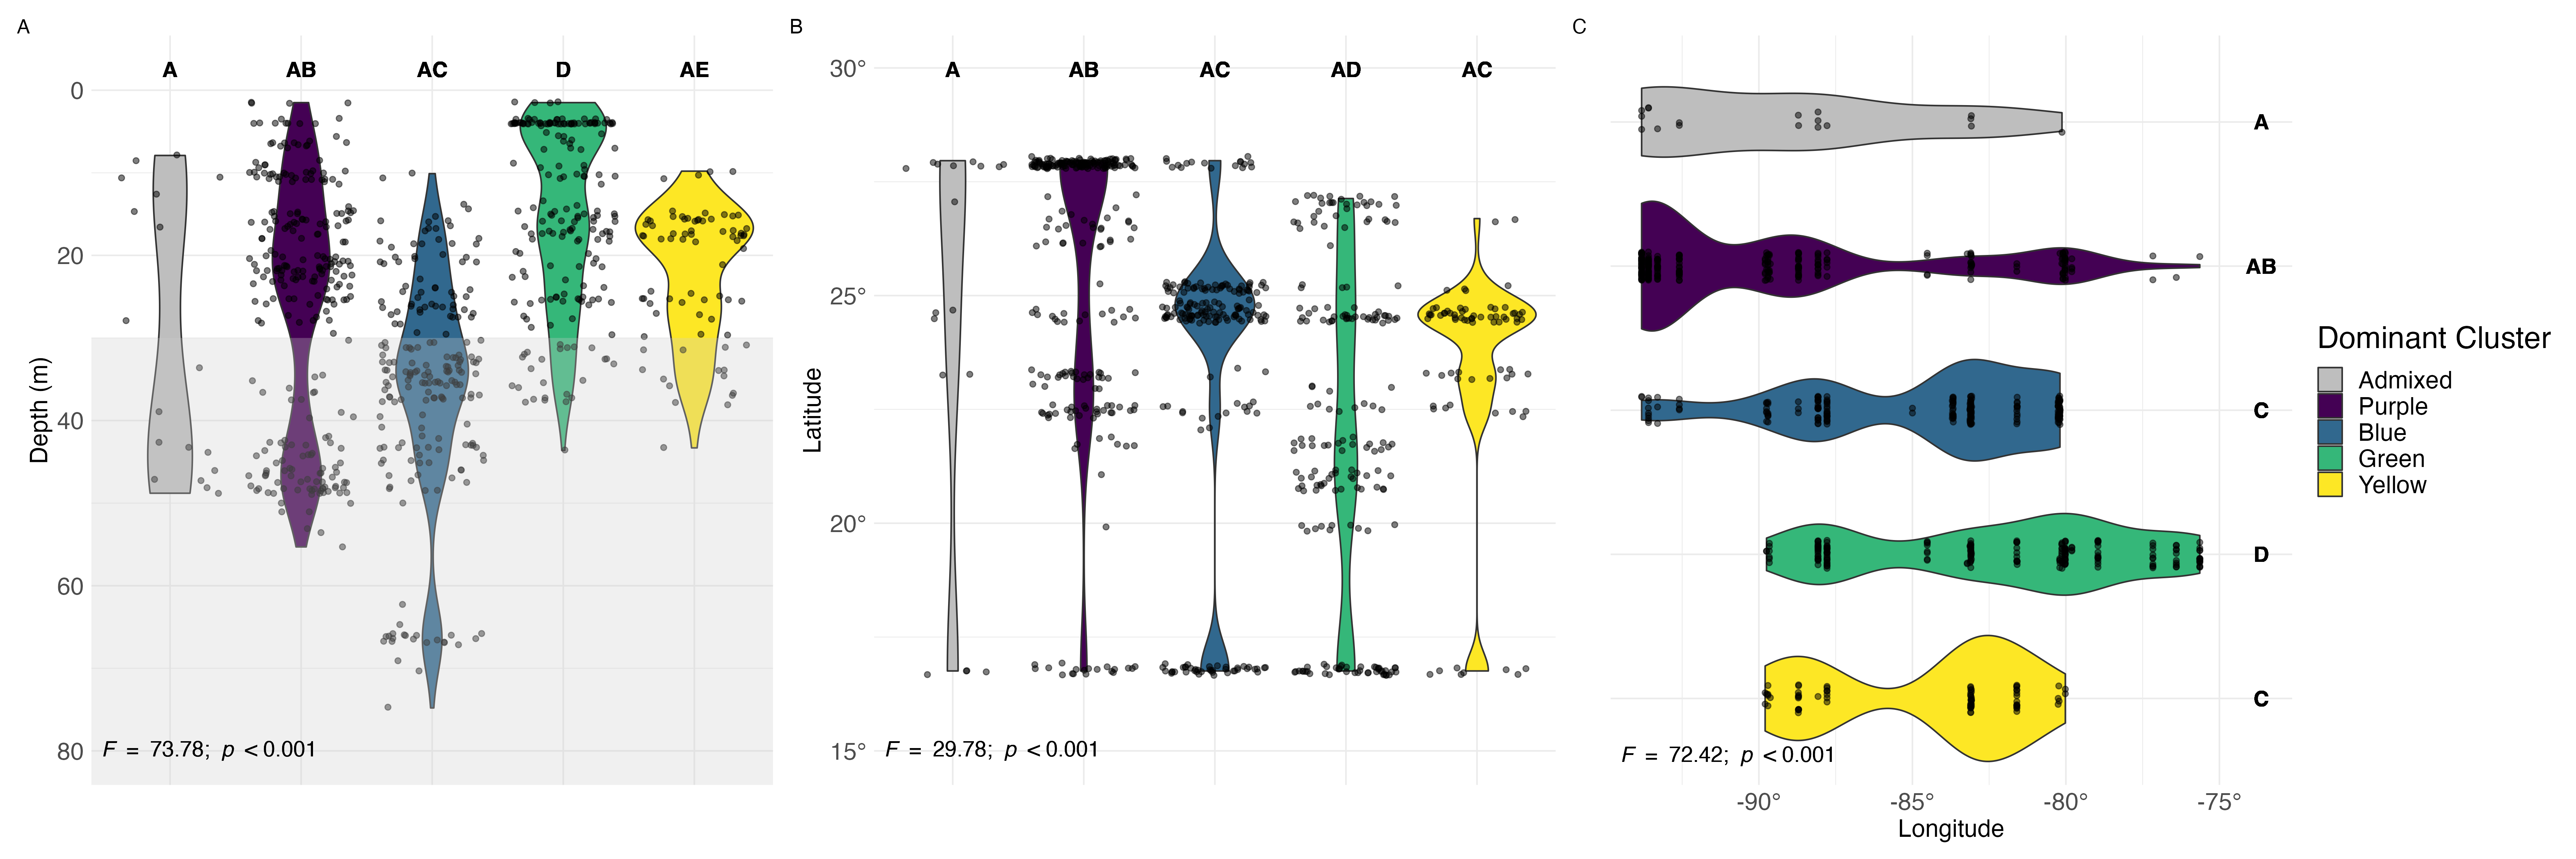 A
A AB AC D AE
0
20
40
60
80
Depth (m)
F = 73.78; p < 0.001
B
A AB AC AD AC
30°
25°
20°
15°
Latitude
F = 29.78; p < 0.001
C
A
AB
C
D
C
F = 72.42; p < 0.001
-90° -85° -80° -75°
Longitude
Dominant Cluster
Admixed
Purple
Blue
Green
Yellow